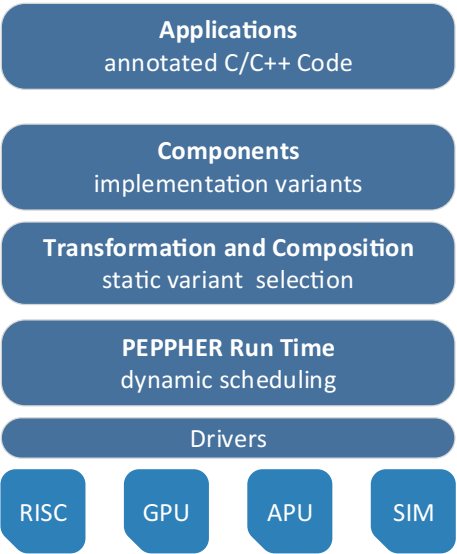 Applications
annotated C/C++ Code
Components
implementation variants
Transformation and Composition
static variant selection
PEPPHER Run Time
dynamic scheduling
Drivers
RISC GPU APU SIM